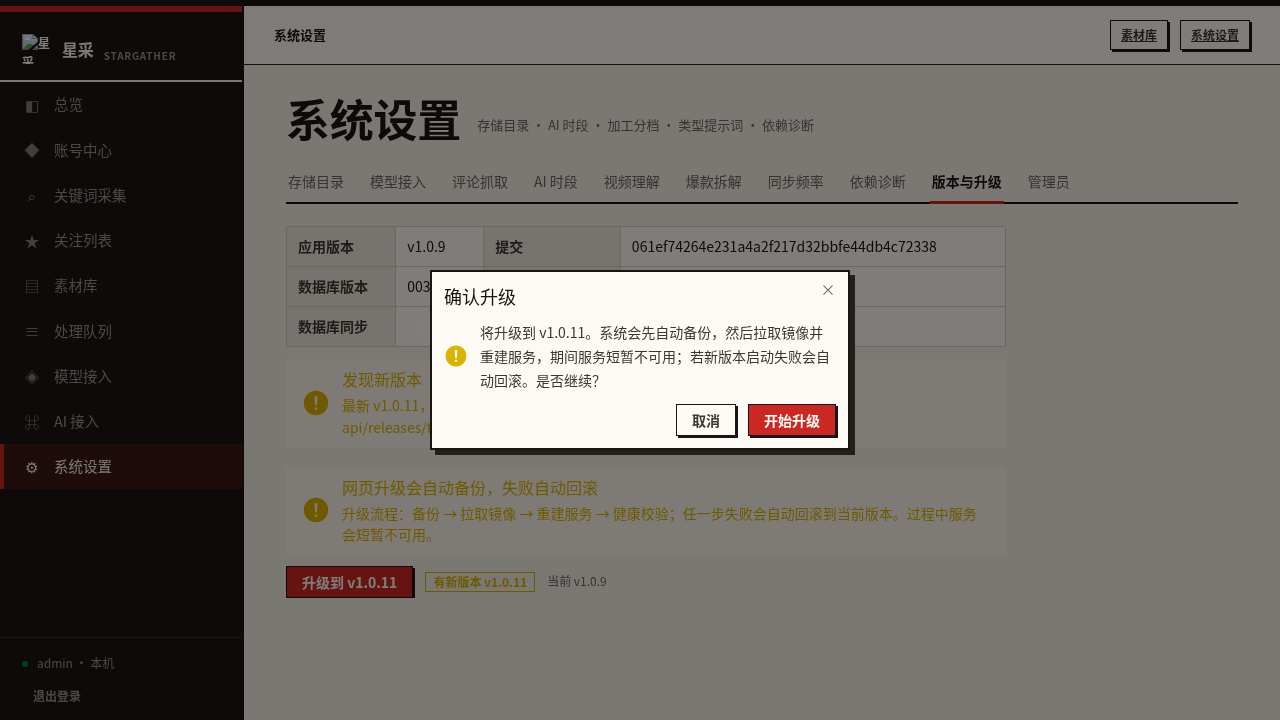 星采
星采 STARGATHER
总览
账号中心
关键词采集
关注列表
素材库
处理队列
模型接入
AI 接入
系统设置
admin · 本机
退出登录
系统设置
素材库
系统设置
系统设置 存储目录 · AI 时段 · 加工分档 · 类型提示词 · 依赖诊断
存储目录 模型接入 评论抓取 AI 时段 视频理解 爆款拆解 同步频率 依赖诊断 版本与升级 管理员
应用版本 v1.0.9 提交 061ef74264e231a4a2f217d32bbfe44db4c72338
数据库版本 003
数据库同步
发现新版本
最新 v1.0.11,
api/releases/t
确认升级
将升级到 v1.0.11。系统会先自动备份，然后拉取镜像并
重建服务，期间服务短暂不可用；若新版本启动失败会自
动回滚。是否继续？
取消
开始升级
网页升级会自动备份，失败自动回滚
升级流程：备份 → 拉取镜像 → 重建服务 → 健康校验；任一步失败会自动回滚到当前版本。过程中服务
会短暂不可用。
升级到 v1.0.11 有新版本 v1.0.11 当前 v1.0.9